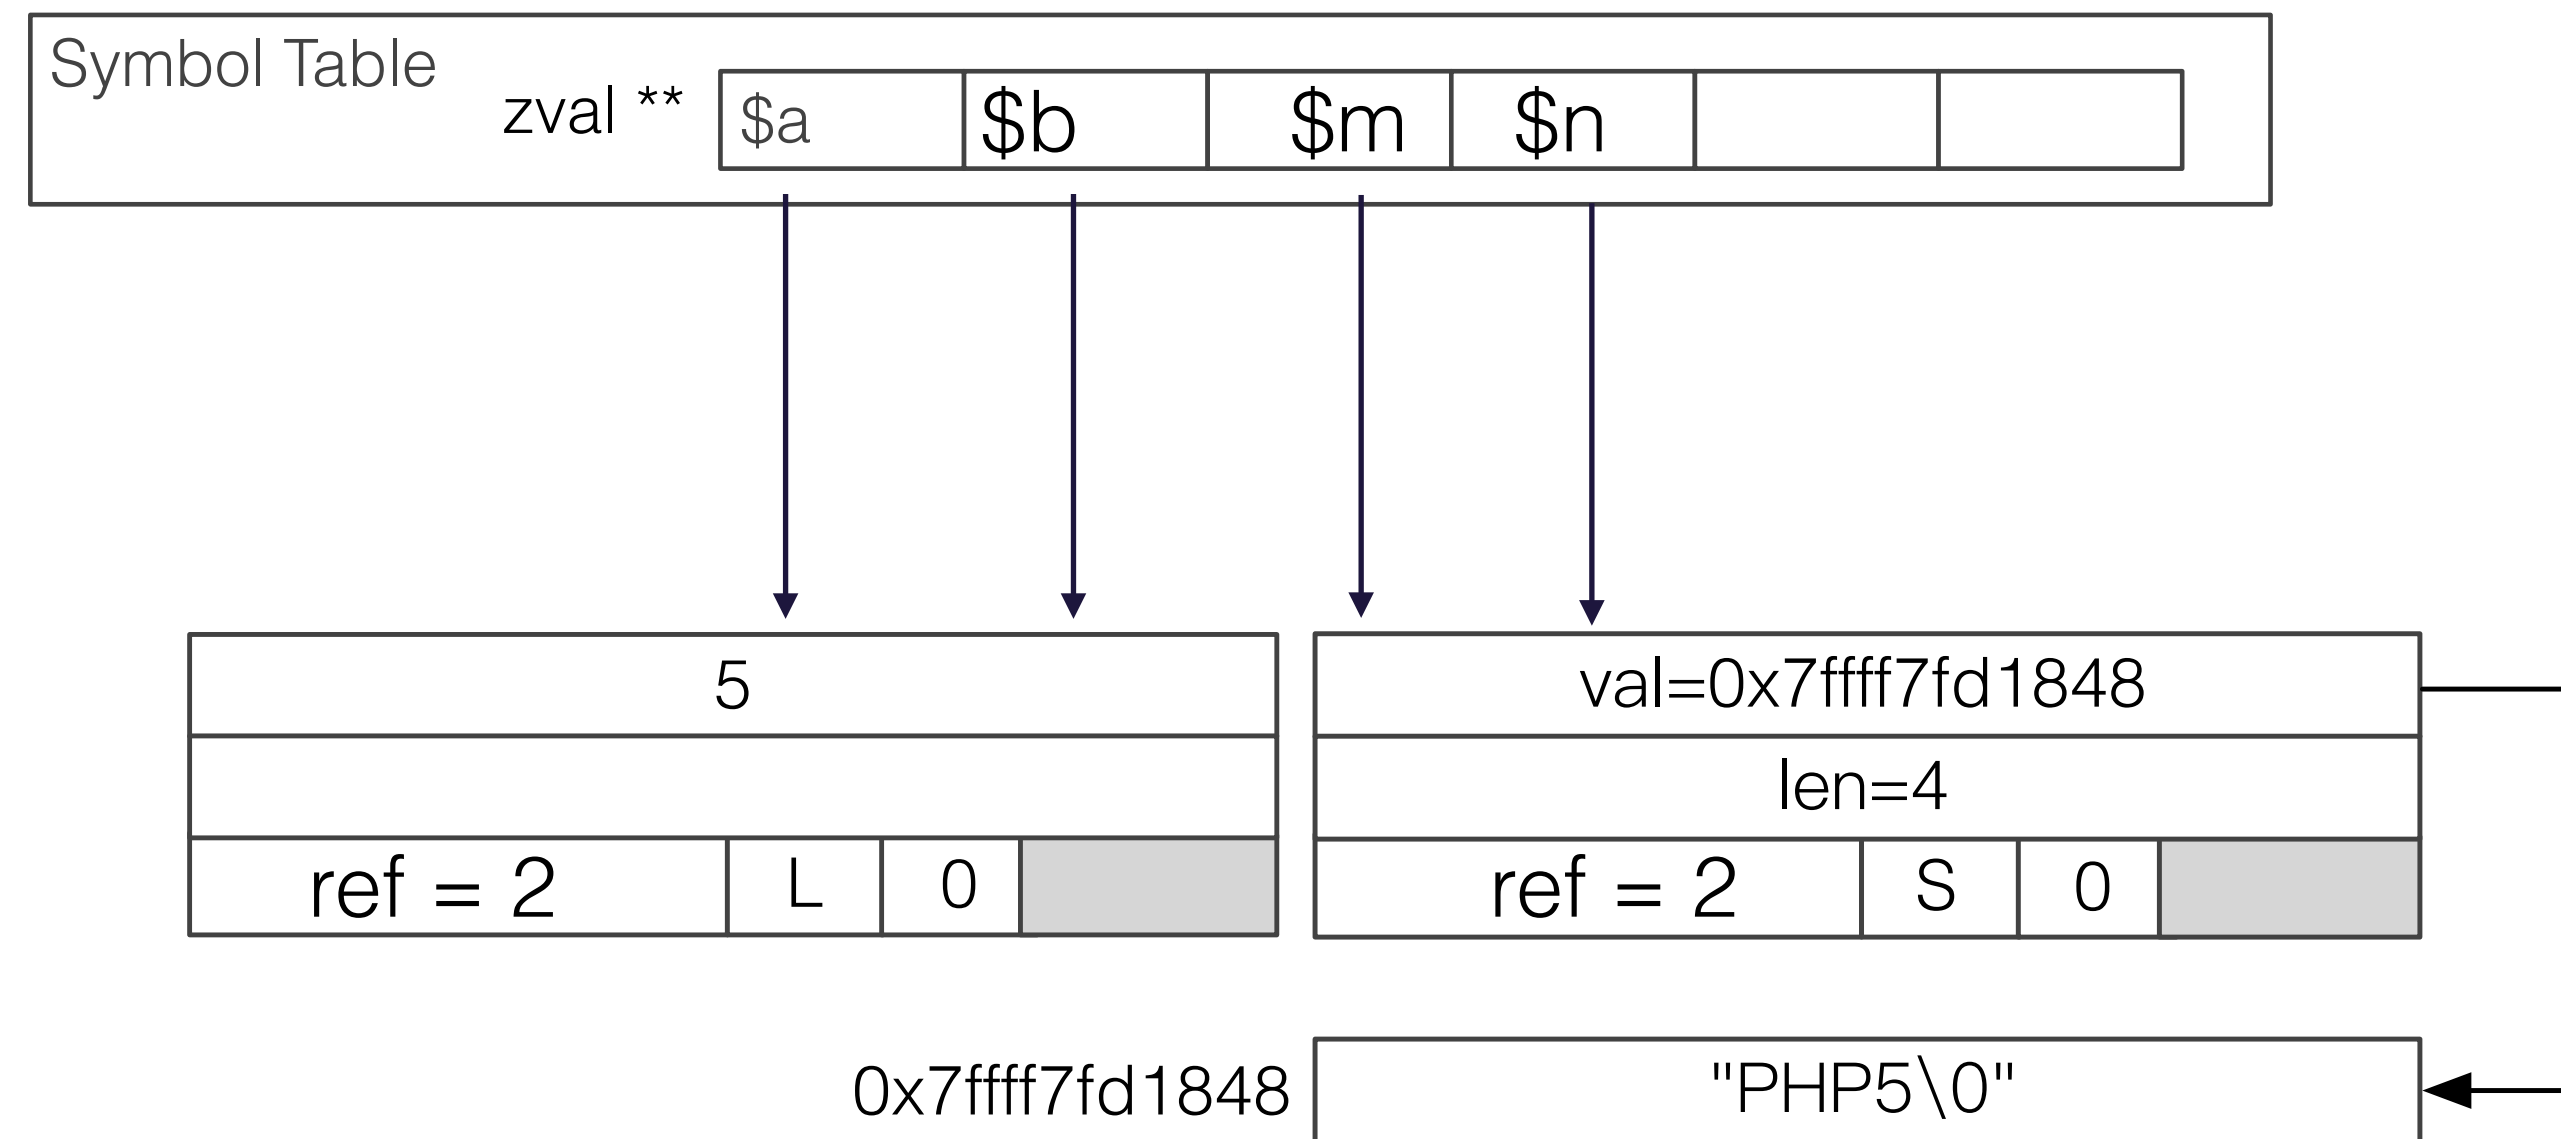 Symbol Table
zval **
$a $b $m $n
5
val=0x7ffff7fd1848
len=4
ref = 2 L 0
ref = 2 S 0
0x7ffff7fd1848
"PHP5\0"